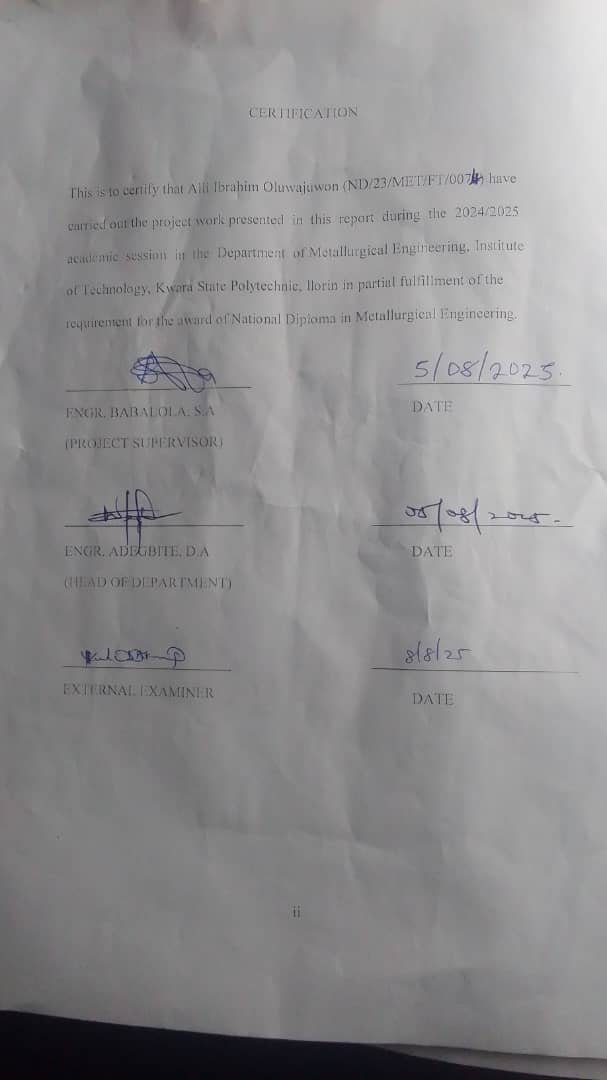 CERTIFICATION
This is to certify that Alli Ibrahim Oluwajuwon (ND/23/MET/FT/0074) have
carried out the project work presented in this report during the 2024/2025
academic session in the Department of Metallurgical Engineering, Institute
of Technology, Kwara State Polytechnic, Ilorin in partial fulfillment of the
requirement for the award of National Diploma in Metallurgical Engineering.
5/08/2025.
ENGR. BABALOLA. S.A
DATE
(PROJECT SUPERVISOR)
05/08/2025.
ENGR. ADEGBITE. D.A
DATE
(HEAD OF DEPARTMENT)
8/8/25
EXTERNAL EXAMINER
DATE
ii